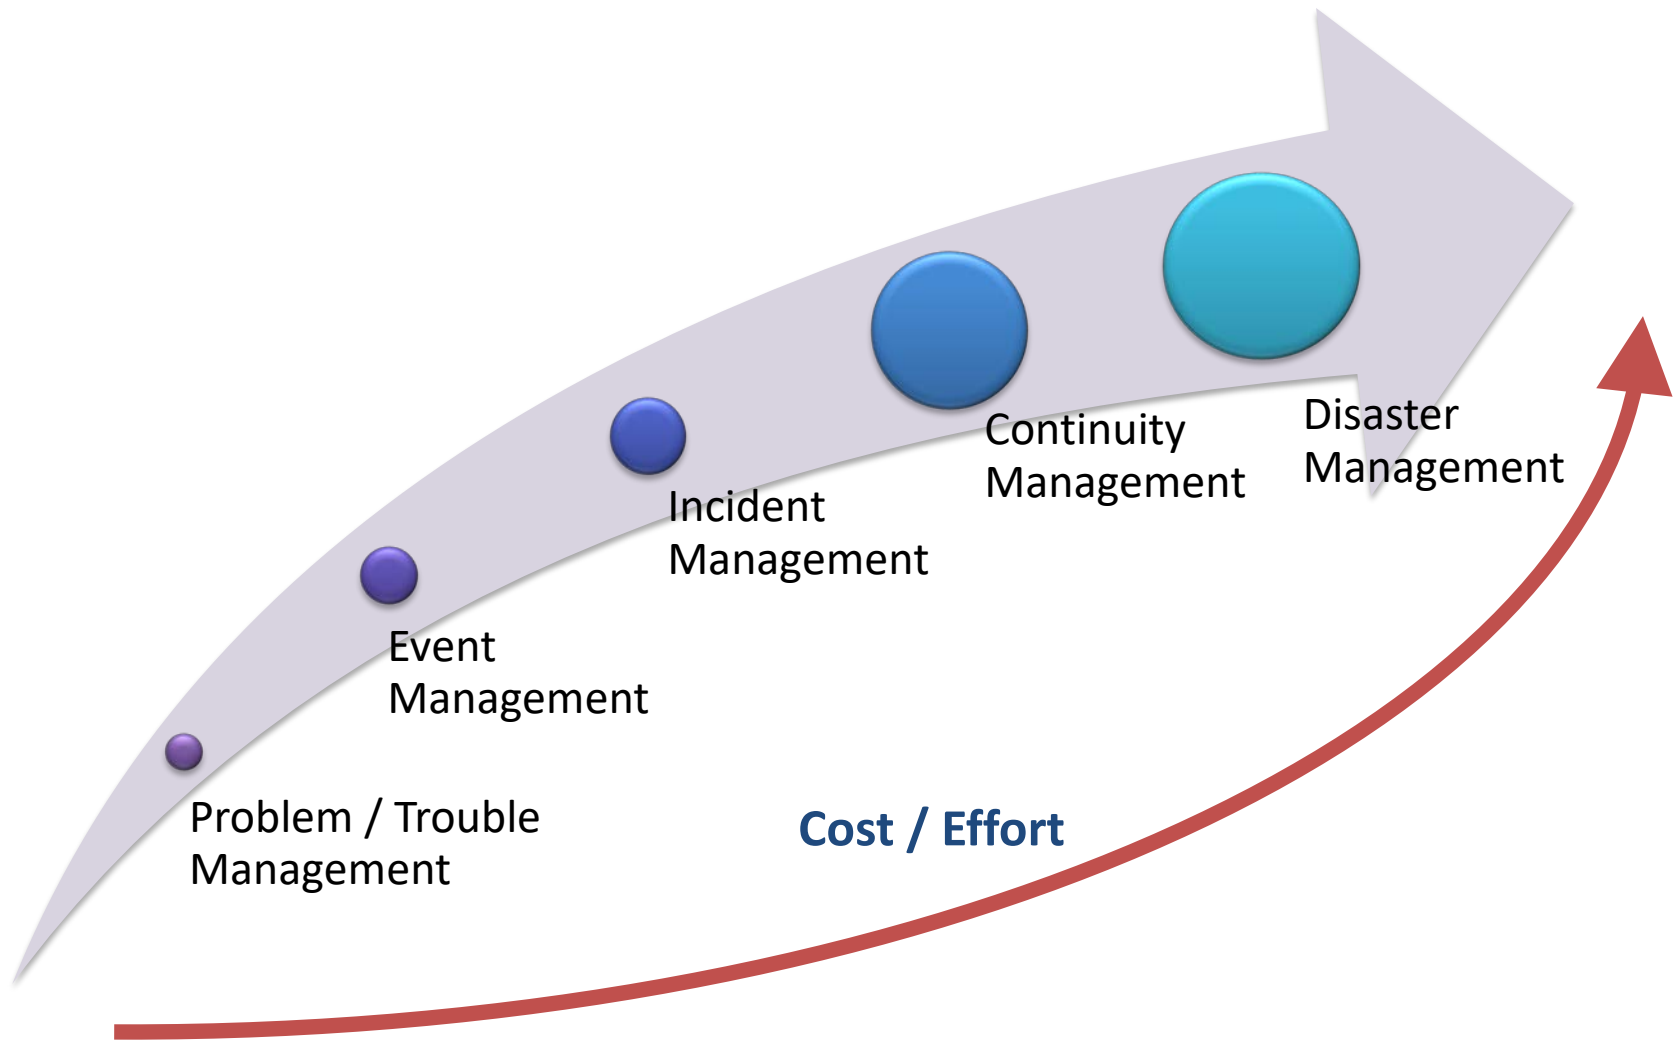 Disaster
Management
Continuity
Management
Incident
Management
Event
Management
Problem / Trouble
Management
Cost / Effort